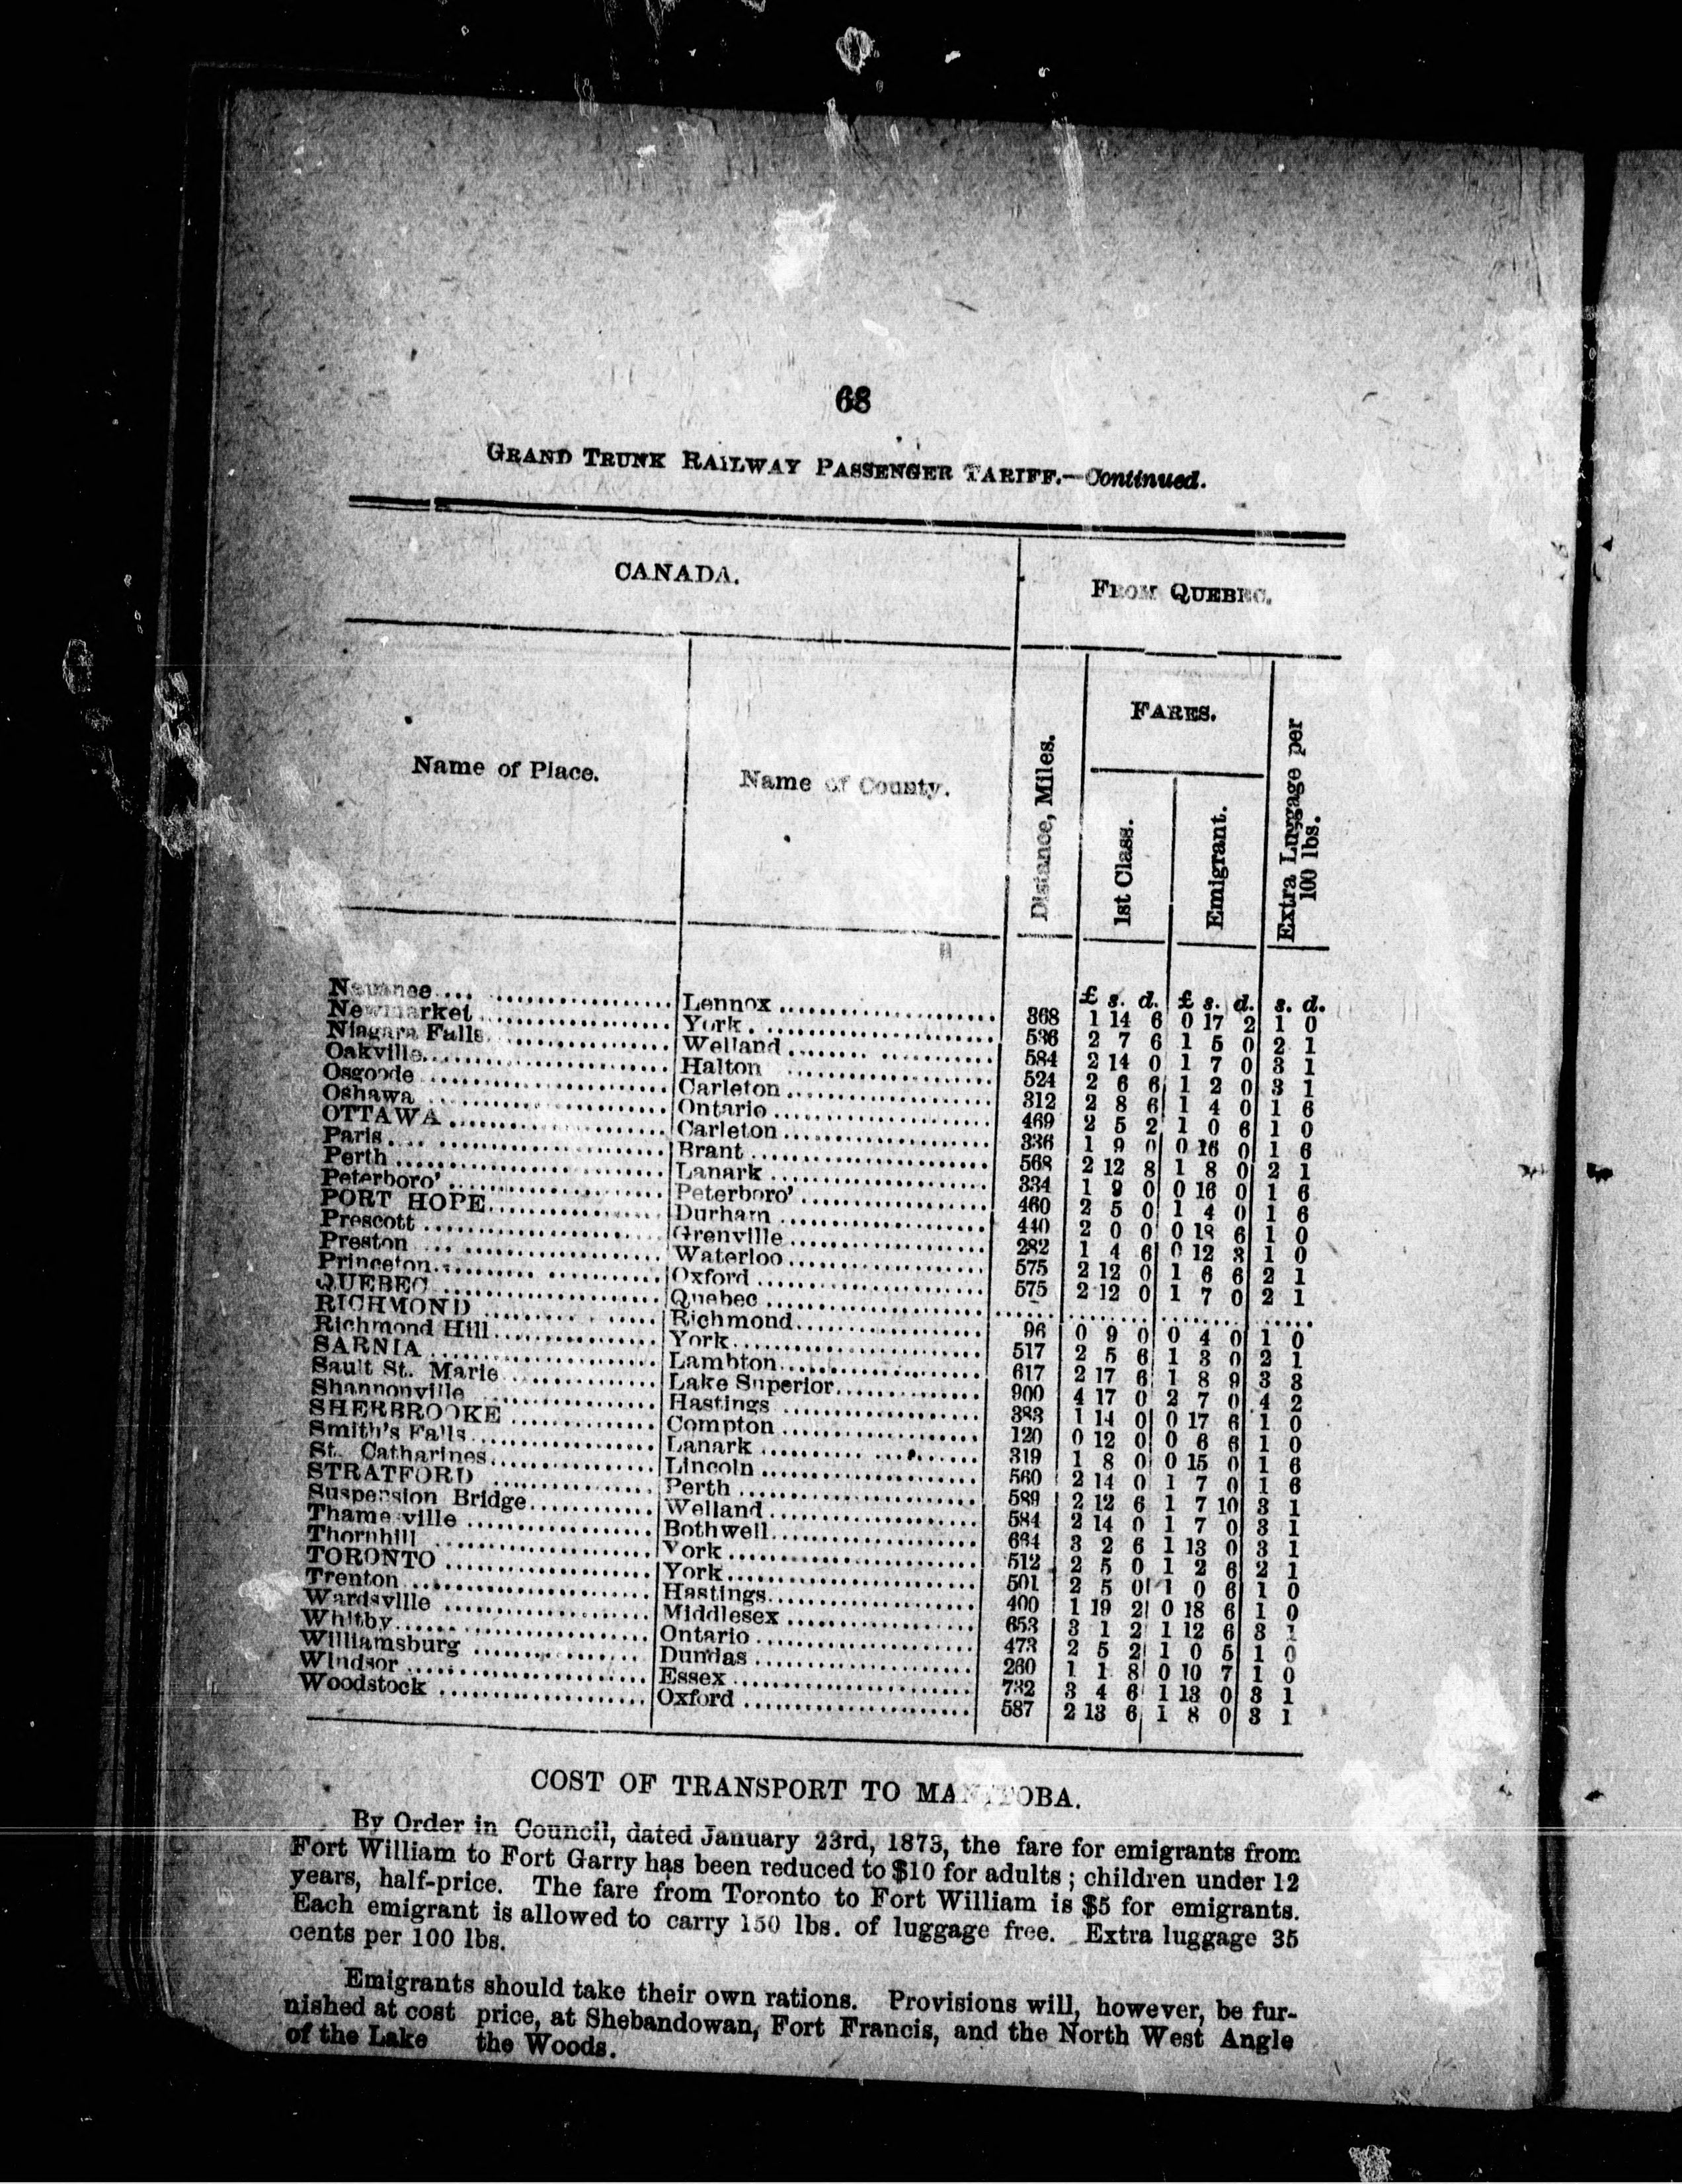 68
GRAND TRUNK RAILWAY PASSENGER TARIFF.—Continued.
CANADA. FROM QUEBEC.
Name of Place. Name of County. Distance, Miles. FARES. 1st Class. Emigrant. Extra Luggage per 100 lbs.
£ s. d. £ s. d. s. d.
Napanee Lennox 368 1 14 6 0 17 2 1 0
Newmarket York 536 2 7 6 1 5 0 2 1
Niagara Falls Welland 584 2 14 0 1 7 0 3 1
Oakville Halton 524 2 6 6 1 2 0 3 1
Osgoode Carleton 312 2 8 6 1 4 0 1 6
Oshawa Ontario 469 2 5 2 1 0 6 1 0
OTTAWA Carleton 336 1 9 0 0 16 0 1 6
Paris Brant 568 2 12 8 1 8 0 2 1
Perth Lanark 334 1 9 0 0 16 0 1 6
Peterboro' Peterboro' 460 2 5 0 1 4 0 1 6
PORT HOPE Durham 440 2 0 0 0 18 6 1 0
Prescott Grenville 282 1 4 6 0 12 3 1 0
Preston Waterloo 575 2 12 0 1 6 6 2 1
Princeton Oxford 575 2 12 0 1 7 0 2 1
QUEBEC Quebec
RICHMOND Richmond 96 0 9 0 0 4 0 1 0
Richmond Hill York 517 2 5 6 1 3 0 2 1
SARNIA Lambton 617 2 17 6 1 8 9 3 3
Sault St. Marie Lake Superior 900 4 17 0 2 7 0 4 2
Shannonville Hastings 383 1 14 0 0 17 6 1 0
SHERBROOKE Compton 120 0 12 0 0 6 6 1 0
Smith's Falls Lanark 319 1 8 0 0 15 0 1 6
St. Catharines Lincoln 560 2 14 0 1 7 0 1 6
STRATFORD Perth 589 2 12 6 1 7 10 3 1
Suspension Bridge Welland 584 2 14 0 1 7 0 3 1
Thamesville Bothwell 664 3 2 6 1 13 0 3 1
Thornhill York 512 2 5 0 1 2 6 2 1
TORONTO York 501 2 5 0 1 0 6 1 0
Trenton Hastings 400 1 19 2 0 18 6 1 0
Wardsville Middlesex 653 3 1 2 1 12 6 3 1
Whitby Ontario 473 2 5 2 1 0 5 1 0
Williamsburg Dundas 260 1 1 8 0 10 7 1 0
Windsor Essex 732 3 4 6 1 13 0 3 1
Woodstock Oxford 587 2 13 6 1 8 0 3 1
COST OF TRANSPORT TO MANITOBA.
By Order in Council, dated January 23rd, 1873, the fare for emigrants from
Fort William to Fort Garry has been reduced to $10 for adults; children under 12
years, half-price. The fare from Toronto to Fort William is $5 for emigrants.
Each emigrant is allowed to carry 150 lbs. of luggage free. Extra luggage 35
cents per 100 lbs.
Emigrants should take their own rations. Provisions will, however, be fur-
nished at cost price, at Shebandowan, Fort Francis, and the North West Angle
of the Lake the Woods.